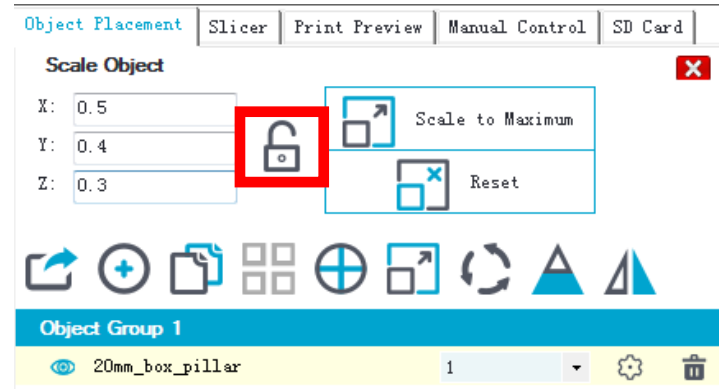 Object Placement Slicer Print Preview Manual Control SD Card
Scale Object
X: 0.5
Y: 0.4
Z: 0.3
Scale to Maximum
Reset
Object Group 1
20mm_box_pillar 1